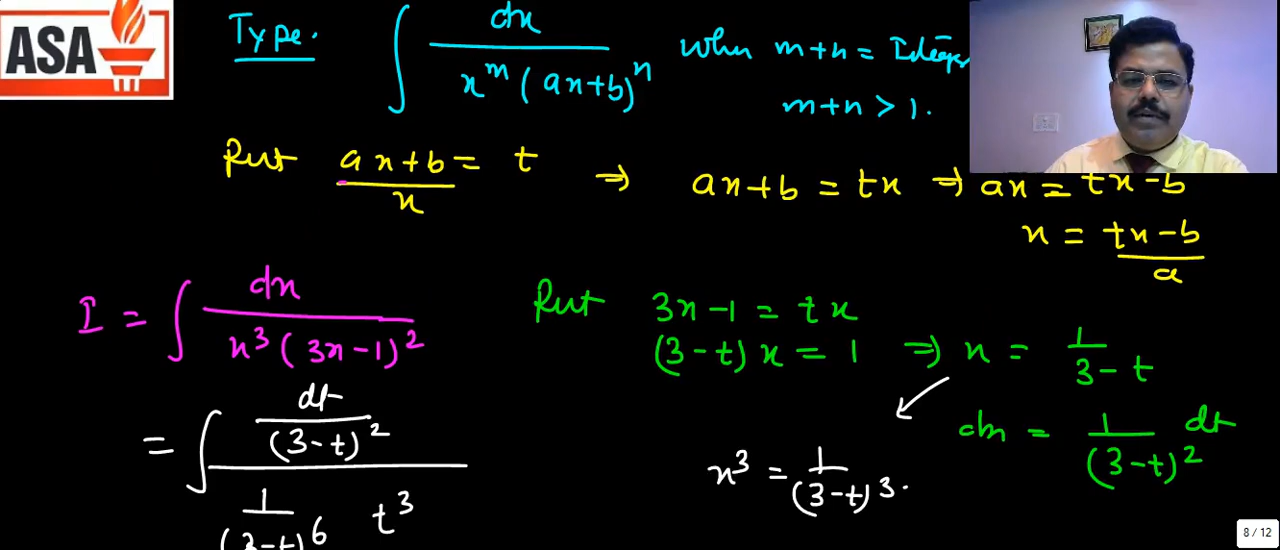 ASA
Type. ∫ dx / x^m (ax+b)^n when m+n = Integer
m+n > 1.
Put (ax+b)/x = t ⇒ ax+b = tx ⇒ ax = tx-b
x = (tx-b)/a
I = ∫ dx / x^3 (3x-1)^2
Put 3x-1 = tx
(3-t)x = 1 ⇒ x = 1/(3-t)
dx = 1/(3-t)^2 dt
= ∫ dt/(3-t)^2 / 1/(3-t)^6 t^3
x^3 = 1/(3-t)^3.
8 / 12